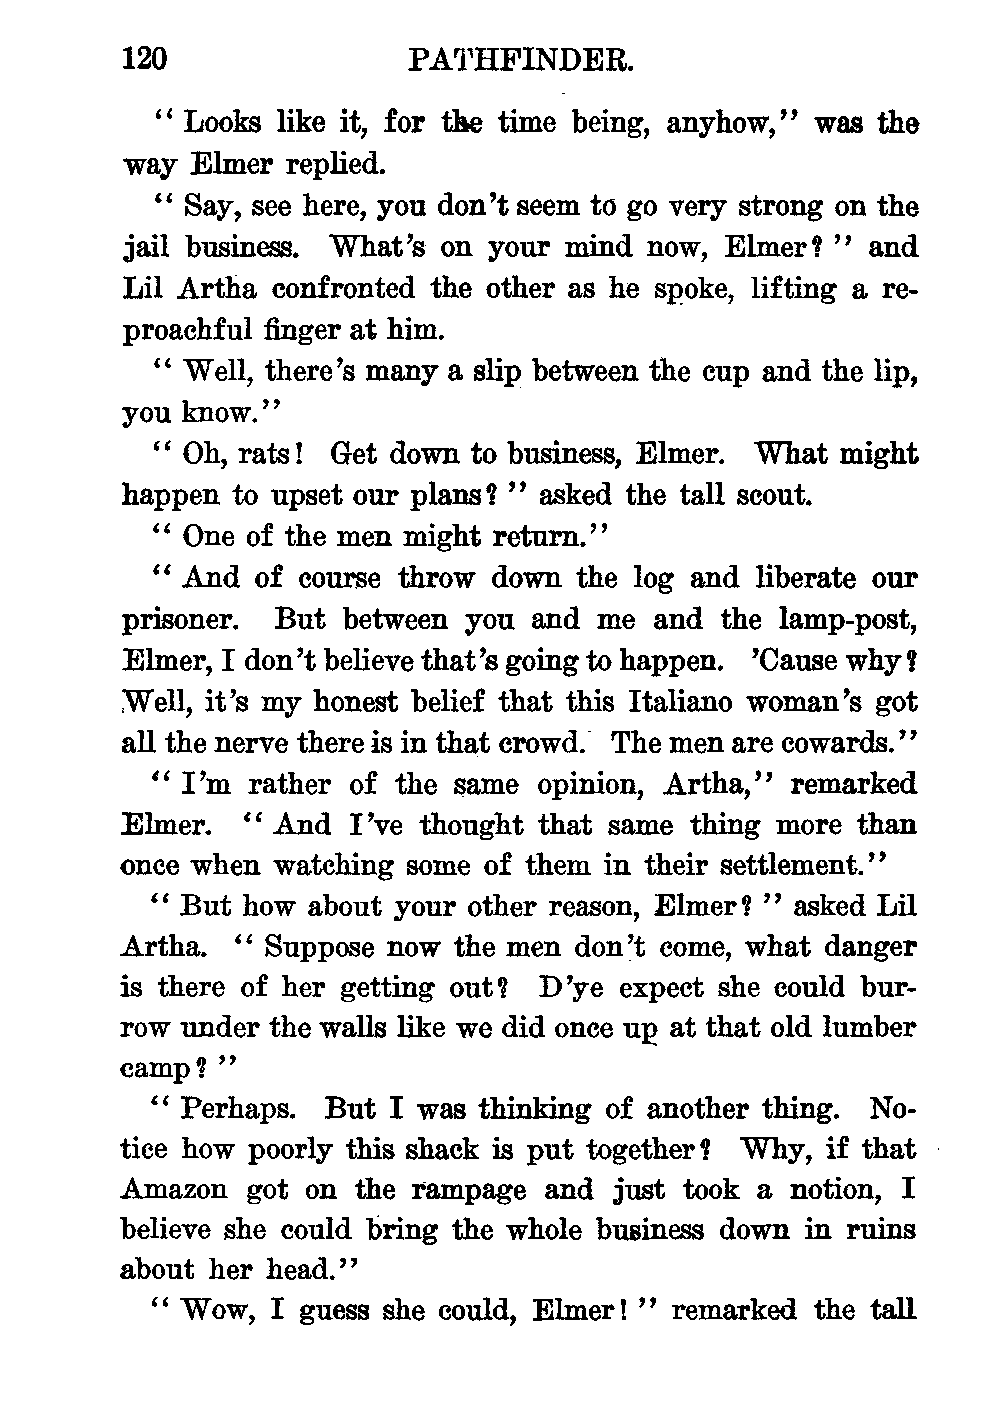 120 PATHFINDER.
"Looks like it, for the time being, anyhow," was the
way Elmer replied.
"Say, see here, you don't seem to go very strong on the
jail business. What's on your mind now, Elmer?" and
Lil Artha confronted the other as he spoke, lifting a re-
proachful finger at him.
"Well, there's many a slip between the cup and the lip,
you know."
"Oh, rats! Get down to business, Elmer. What might
happen to upset our plans?" asked the tall scout.
"One of the men might return."
"And of course throw down the log and liberate our
prisoner. But between you and me and the lamp-post,
Elmer, I don't believe that's going to happen. 'Cause why?
Well, it's my honest belief that this Italiano woman's got
all the nerve there is in that crowd. The men are cowards."
"I'm rather of the same opinion, Artha," remarked
Elmer. "And I've thought that same thing more than
once when watching some of them in their settlement."
"But how about your other reason, Elmer?" asked Lil
Artha. "Suppose now the men don't come, what danger
is there of her getting out? D'ye expect she could bur-
row under the walls like we did once up at that old lumber
camp?"
"Perhaps. But I was thinking of another thing. No-
tice how poorly this shack is put together? Why, if that
Amazon got on the rampage and just took a notion, I
believe she could bring the whole business down in ruins
about her head."
"Wow, I guess she could, Elmer!" remarked the tall